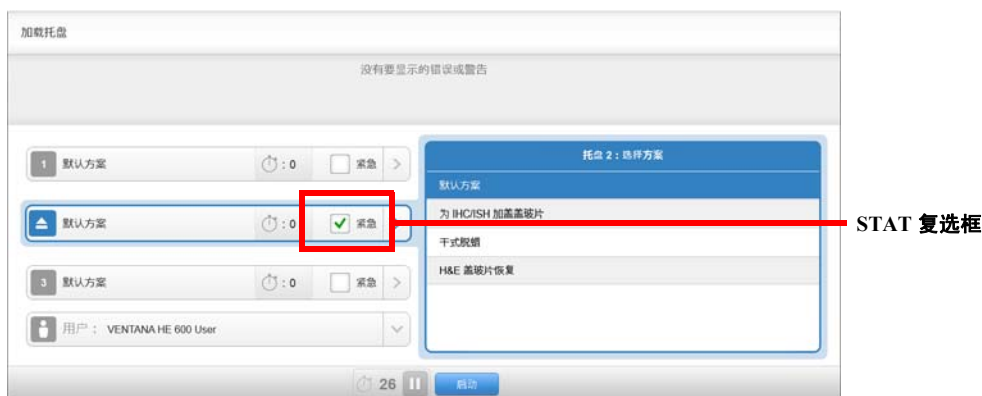 加载托盘
没有要显示的错误或警告
1 默认方案 : 0 紧急
默认方案 : 0 紧急
3 默认方案 : 0 紧急
用户： VENTANA HE 600 User
托盘 2：选择方案
默认方案
为 IHC/ISH 加盖盖玻片
干式脱蜡
H&E 盖玻片恢复
STAT 复选框
26 启动